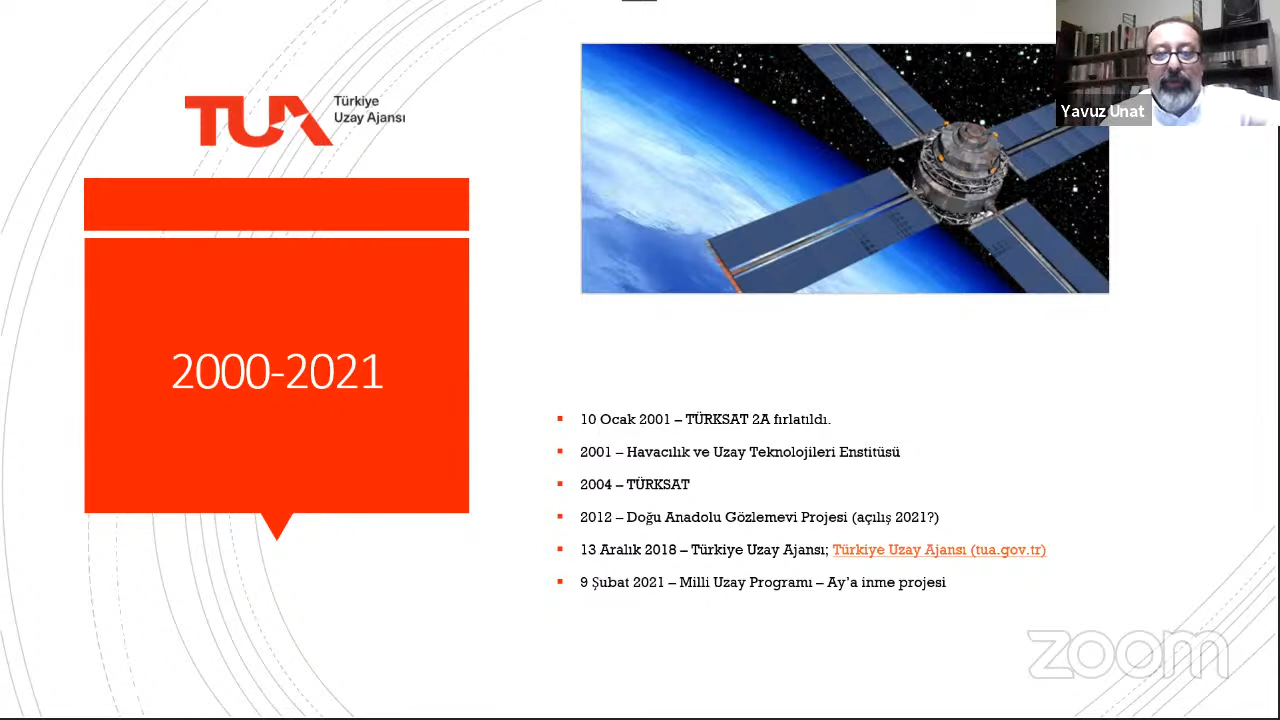 TUA
Türkiye
Uzay Ajansı
Yavuz Unat
2000-2021
10 Ocak 2001 – TÜRKSAT 2A fırlatıldı.
2001 – Havacılık ve Uzay Teknolojileri Enstitüsü
2004 – TÜRKSAT
2012 – Doğu Anadolu Gözlemevi Projesi (açılış 2021?)
13 Aralık 2018 – Türkiye Uzay Ajansı; Türkiye Uzay Ajansı (tua.gov.tr)
9 Şubat 2021 – Milli Uzay Programı – Ay’a inme projesi
zoom